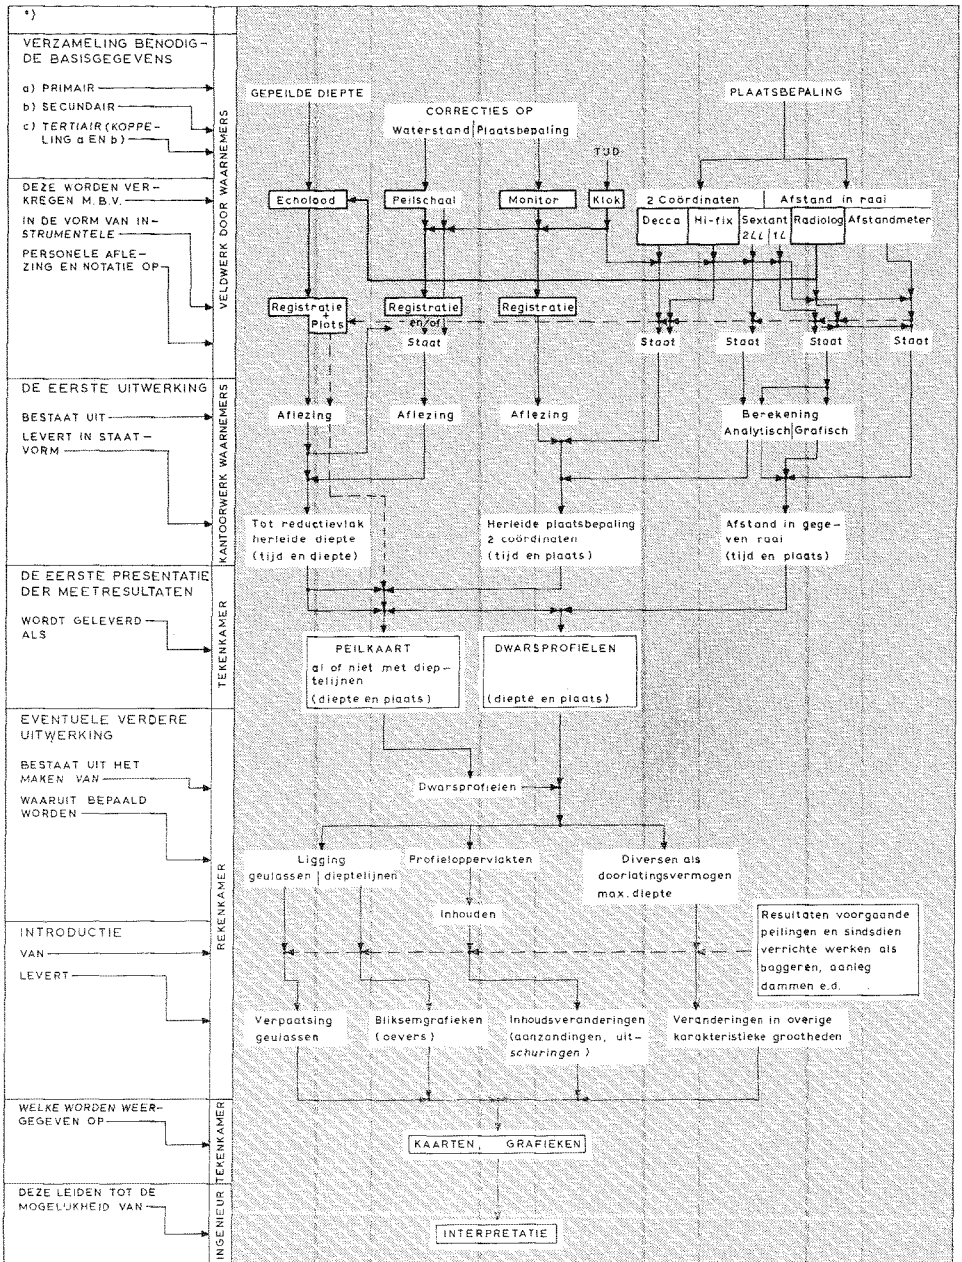 *)
VERZAMELING BENODIG-
DE BASISGEGEVENS
a) PRIMAIR
b) SECUNDAIR
c) TERTIAIR (KOPPE-
LING a EN b)
VELDWERK DOOR WAARNEMERS
GEPEILDE DIEPTE
CORRECTIES OP
Waterstand | Plaatsbepaling
TIJD
PLAATSBEPALING
DEZE WORDEN VER-
KREGEN M.B.V.
IN DE VORM VAN IN-
STRUMENTELE
PERSONELE AFLE-
ZING EN NOTATIE OP
Echolood
Peilschaal
Monitor
Klok
2 Coördinaten
Afstand in raai
Decca
Hi-fix
Sextant
2LL | 1L
Radiolog
Afstandmeter
Registratie
+
Plots
Registratie
en/of
Staat
Registratie
Staat
Staat
Staat
Staat
DE EERSTE UITWERKING
BESTAAT UIT
LEVERT IN STAAT-
VORM
KANTOORWERK WAARNEMERS
Aflezing
Aflezing
Aflezing
Berekening
Analytisch | Grafisch
Tot reductievlak
herleide diepte
(tijd en diepte)
Herleide plaatsbepaling
2 coördinaten
(tijd en plaats)
Afstand in gege-
ven raai
(tijd en plaats)
DE EERSTE PRESENTATIE
DER MEETRESULTATEN
WORDT GELEVERD
ALS
TEKENKAMER
PEILKAART
al of niet met diep-
telijnen
(diepte en plaats)
DWARSPROFIELEN
(diepte en plaats)
EVENTUELE VERDERE
UITWERKING
BESTAAT UIT HET
MAKEN VAN
WAARUIT BEPAALD
WORDEN
REKENKAMER
Dwarsprofielen
Ligging
geulassen | dieptelijnen
Profieloppervlakten
Diversen als
doorlatingsvermogen
max. diepte
Inhouden
Resultaten voorgaande
peilingen en sindsdien
verrichte werken als
baggeren, aanleg
dammen e.d.
INTRODUCTIE
VAN
LEVERT
Verpaatsing
geulassen
Bliksemgrafieken
(oevers)
Inhoudsveranderingen
(aanzandingen, uit-
schuringen)
Veranderingen in overige
karakteristieke grootheden
WELKE WORDEN WEER-
GEGEVEN OP
TEKENKAMER
KAARTEN, GRAFIEKEN
DEZE LEIDEN TOT DE
MOGELIJKHEID VAN
INGENIEUR
INTERPRETATIE